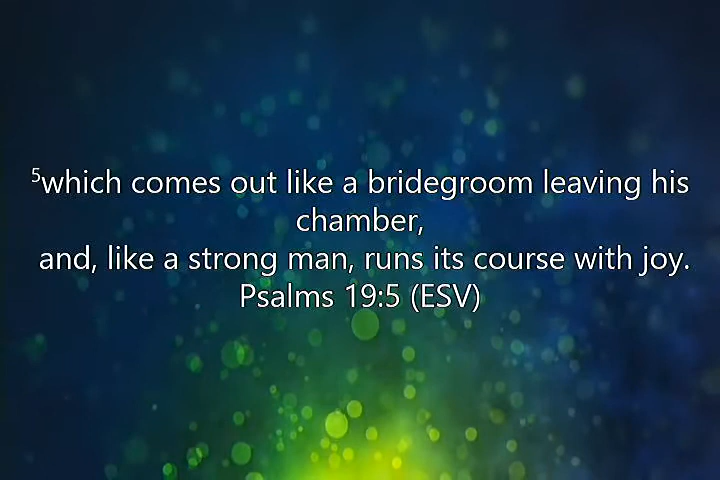 ⁵which comes out like a bridegroom leaving his
chamber,
and, like a strong man, runs its course with joy.
Psalms 19:5 (ESV)